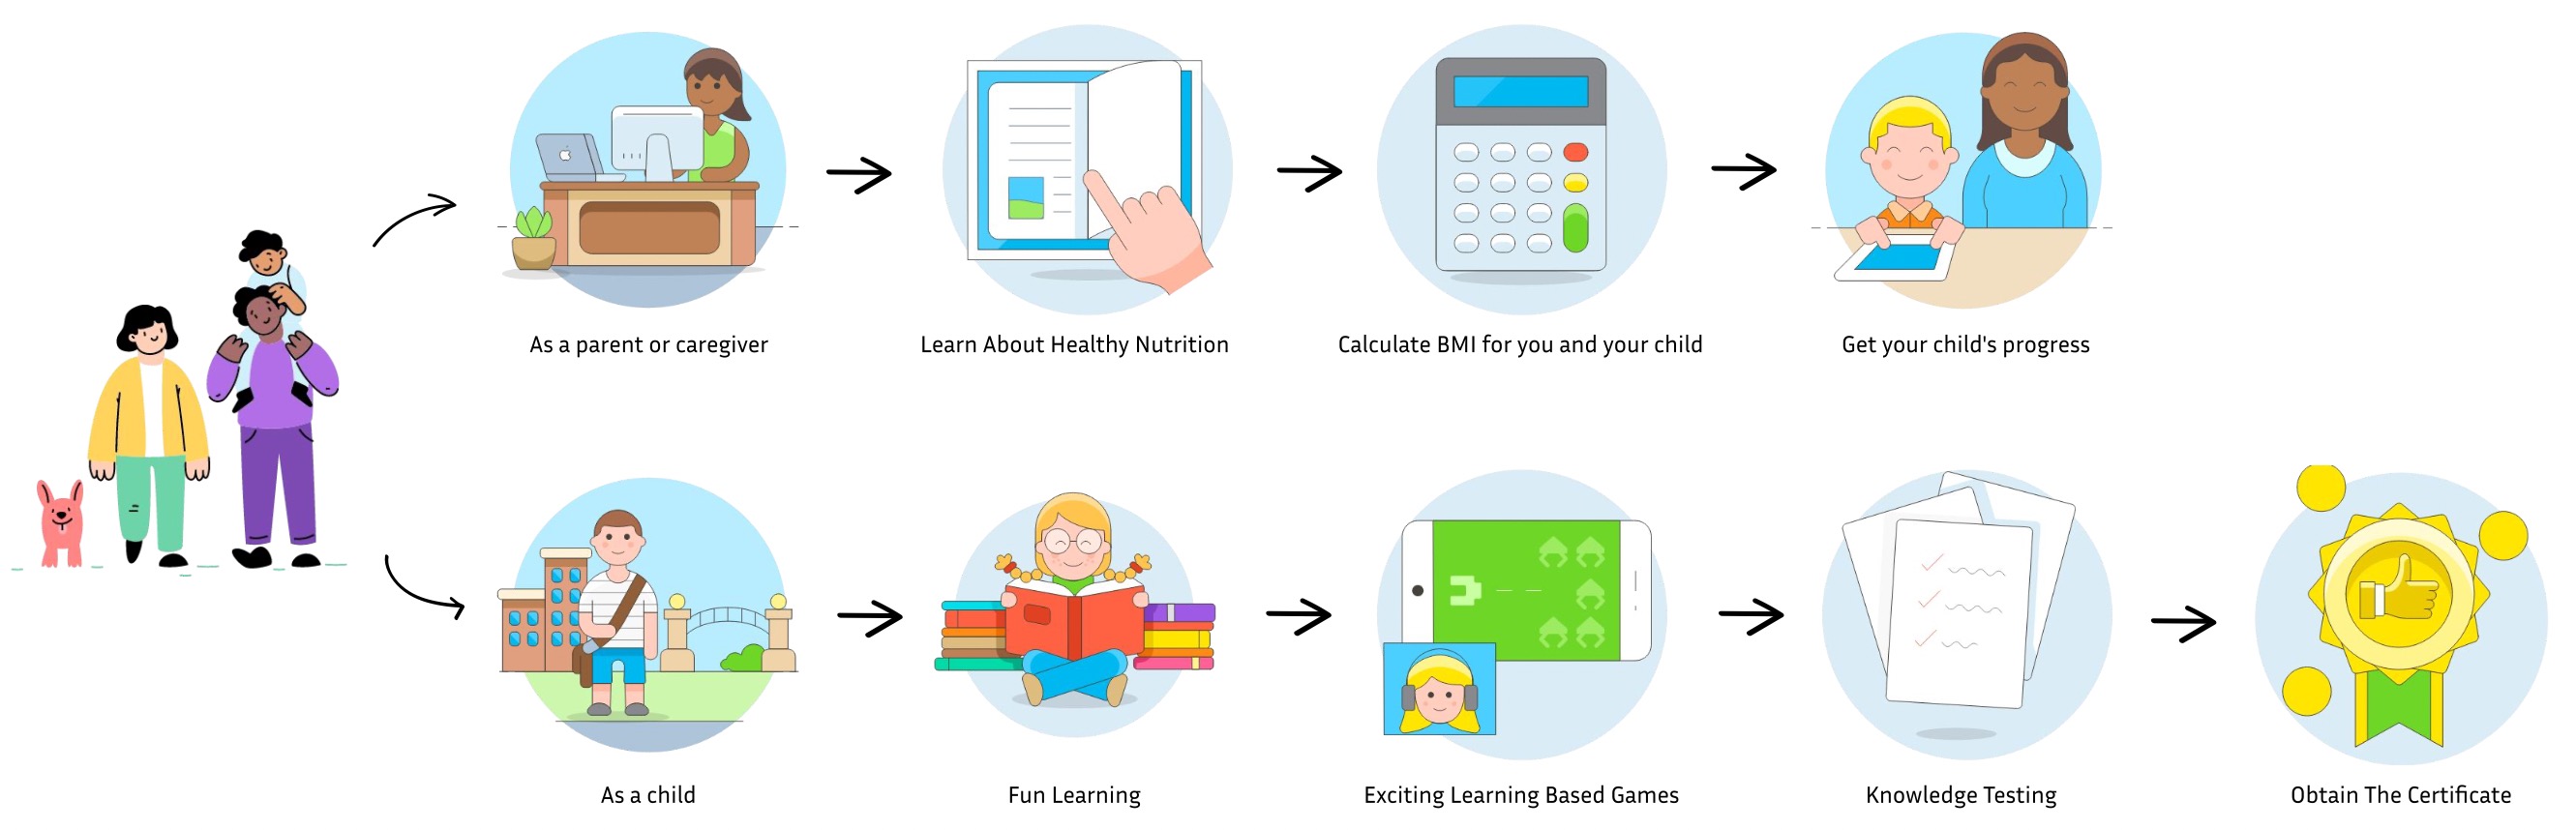 As a parent or caregiver
Learn About Healthy Nutrition
Calculate BMI for you and your child
Get your child's progress
As a child
Fun Learning
Exciting Learning Based Games
Knowledge Testing
Obtain The Certificate